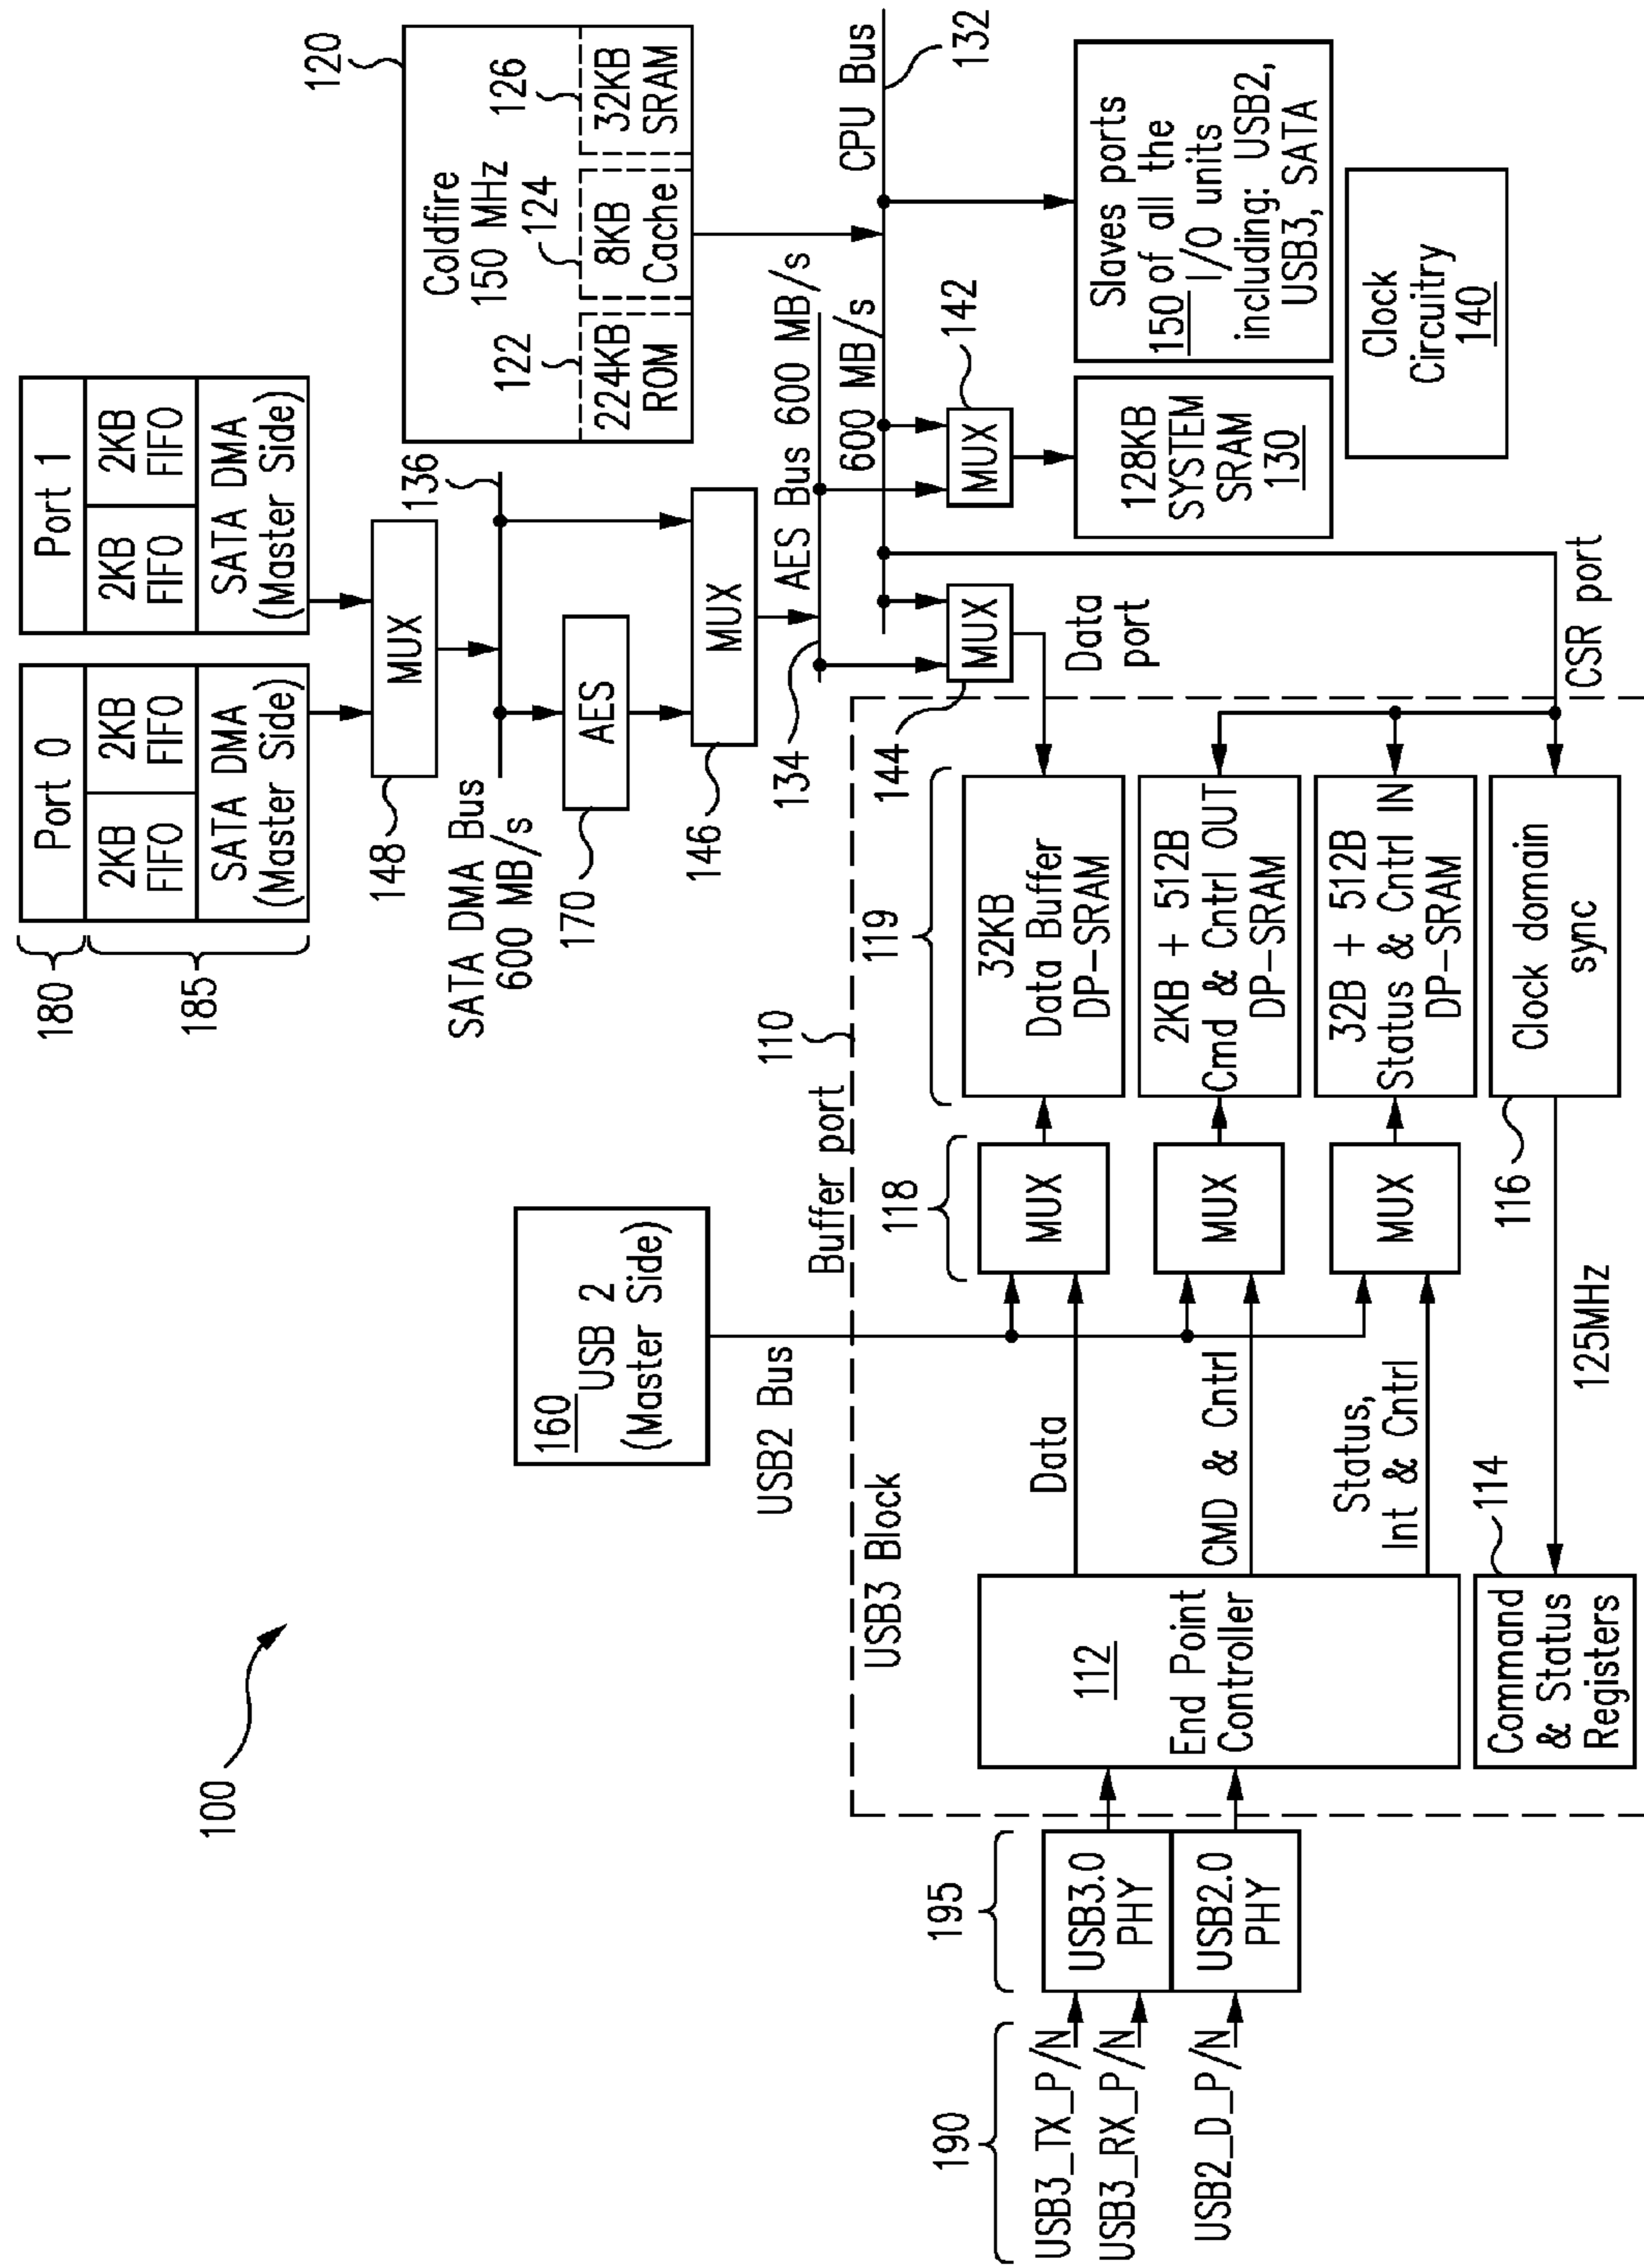 100
180
Port 0
Port 1
2KB
FIFO
2KB
FIFO
2KB
FIFO
2KB
FIFO
185
SATA DMA
(Master Side)
SATA DMA
(Master Side)
148
MUX
SATA DMA Bus
600 MB/s
136
170
AES
146
MUX
134
AES Bus 600 MB/s
120
Coldfire
150 MHz
122
124
126
224KB
ROM
8KB
Cache
32KB
SRAM
600 MB/s
CPU Bus
132
144
MUX
Data
port
MUX
142
128KB
SYSTEM
SRAM
130
Slaves ports
150 of all the
I/O units
including: USB2,
USB3, SATA
Clock
Circuitry
140
CSR port
160
USB 2
(Master Side)
USB2 Bus
Buffer port
110
USB3 Block
190
USB3_TX_P/N
USB3_RX_P/N
USB2_D_P/N
195
USB3.0
PHY
USB2.0
PHY
112
End Point
Controller
Data
CMD & Cntrl
Status,
Int & Cntrl
118
MUX
MUX
MUX
119
32KB
Data Buffer
DP-SRAM
2KB + 512B
Cmd & Cntrl OUT
DP-SRAM
32B + 512B
Status & Cntrl IN
DP-SRAM
114
Command
& Status
Registers
125MHz
116
Clock domain
sync